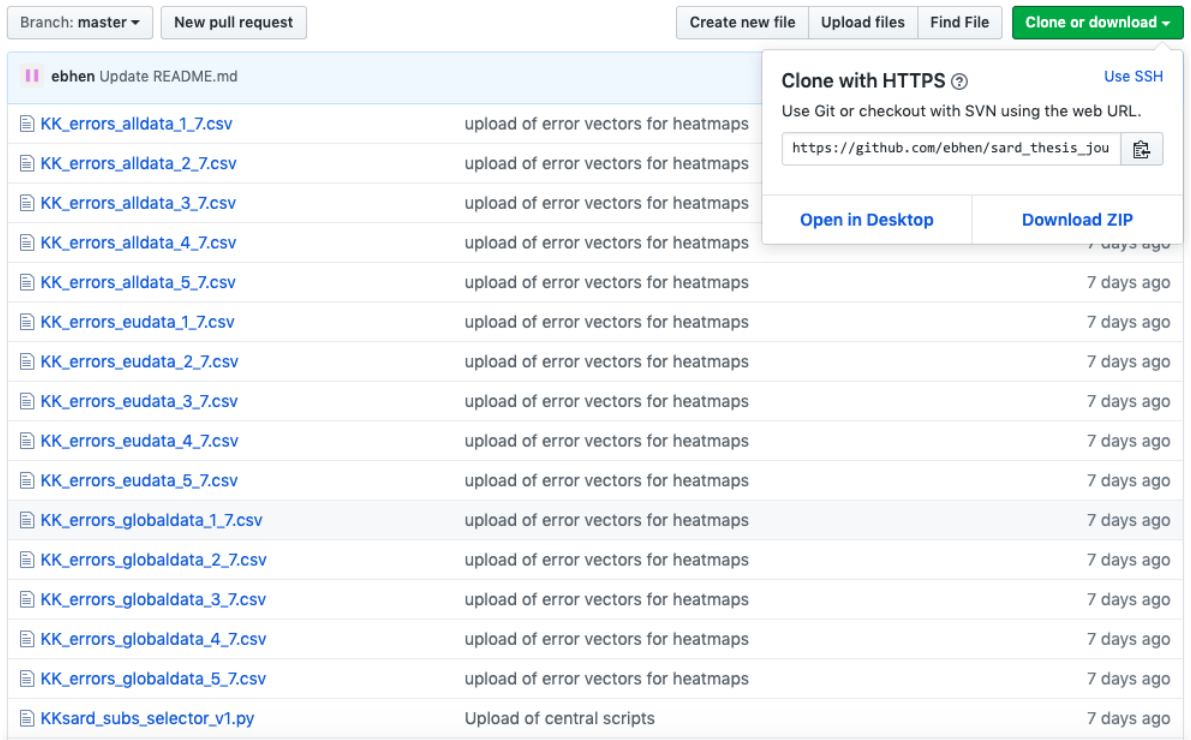 Branch: master New pull request Create new file Upload files Find File Clone or download
ebhen Update README.md
Clone with HTTPS ? Use SSH
Use Git or checkout with SVN using the web URL.
https://github.com/ebhen/sard_thesis_jou
Open in Desktop Download ZIP
KK_errors_alldata_1_7.csv upload of error vectors for heatmaps
KK_errors_alldata_2_7.csv upload of error vectors for heatmaps
KK_errors_alldata_3_7.csv upload of error vectors for heatmaps
KK_errors_alldata_4_7.csv upload of error vectors for heatmaps 7 days ago
KK_errors_alldata_5_7.csv upload of error vectors for heatmaps 7 days ago
KK_errors_eudata_1_7.csv upload of error vectors for heatmaps 7 days ago
KK_errors_eudata_2_7.csv upload of error vectors for heatmaps 7 days ago
KK_errors_eudata_3_7.csv upload of error vectors for heatmaps 7 days ago
KK_errors_eudata_4_7.csv upload of error vectors for heatmaps 7 days ago
KK_errors_eudata_5_7.csv upload of error vectors for heatmaps 7 days ago
KK_errors_globaldata_1_7.csv upload of error vectors for heatmaps 7 days ago
KK_errors_globaldata_2_7.csv upload of error vectors for heatmaps 7 days ago
KK_errors_globaldata_3_7.csv upload of error vectors for heatmaps 7 days ago
KK_errors_globaldata_4_7.csv upload of error vectors for heatmaps 7 days ago
KK_errors_globaldata_5_7.csv upload of error vectors for heatmaps 7 days ago
KKsard_subs_selector_v1.py Upload of central scripts 7 days ago